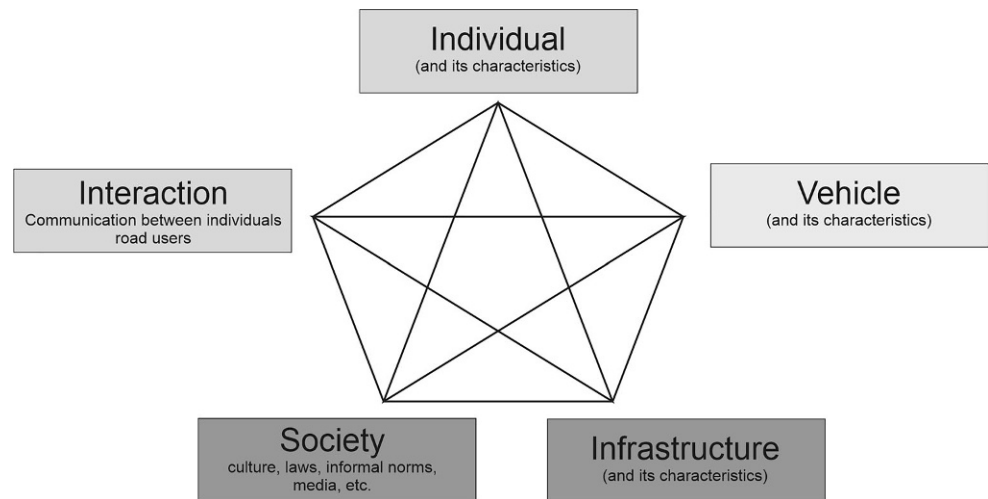 Individual
(and its characteristics)
Interaction
Communication between individuals
road users
Vehicle
(and its characteristics)
Society
culture, laws, informal norms,
media, etc.
Infrastructure
(and its characteristics)